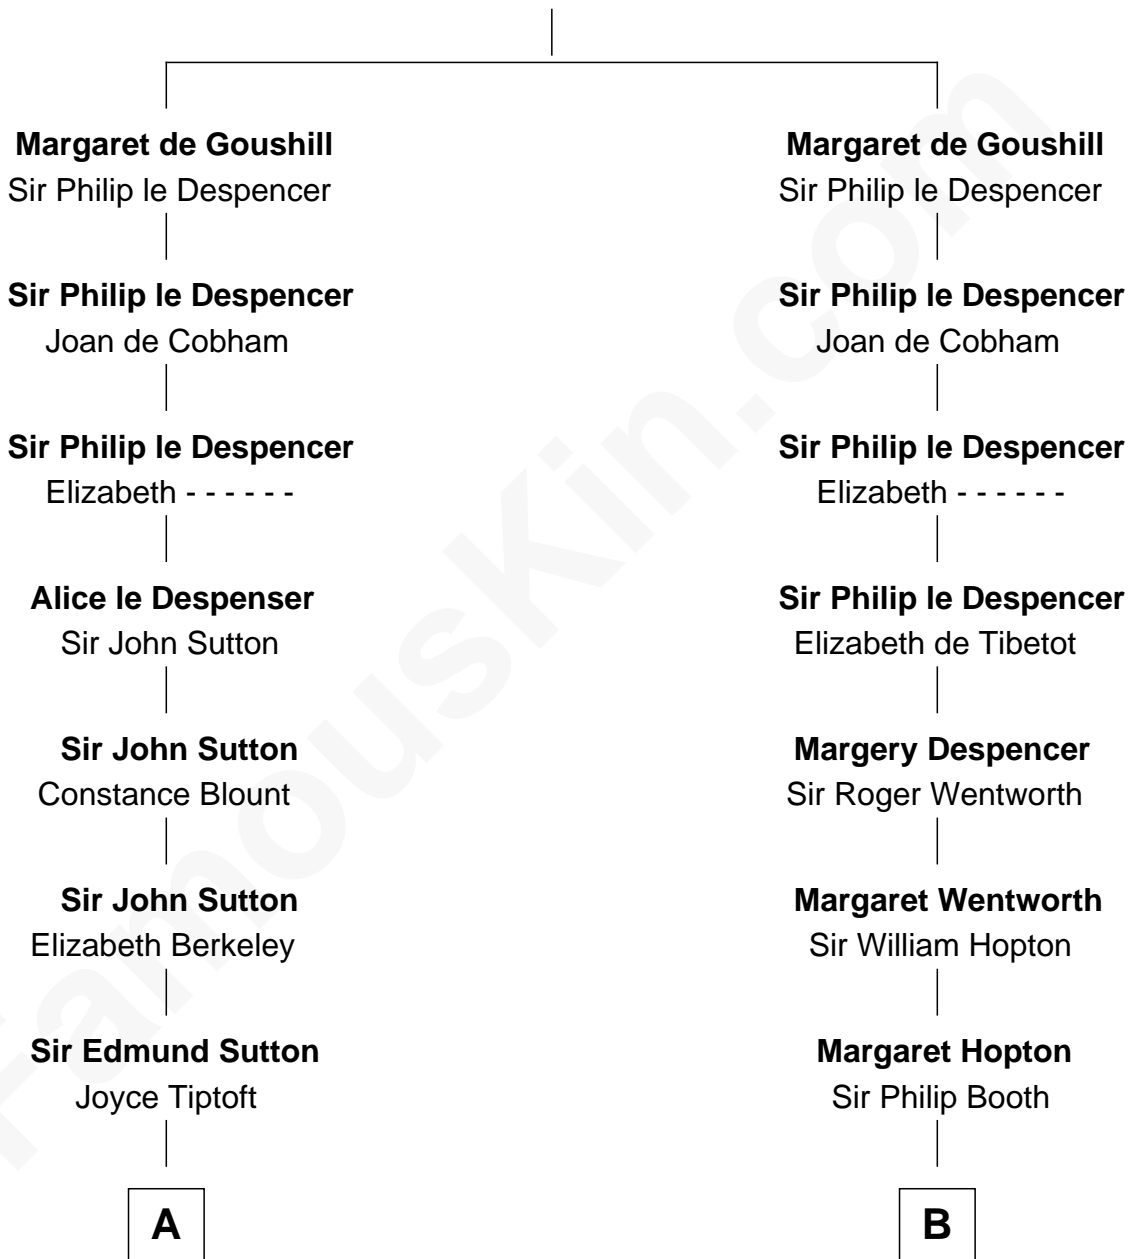 Margaret de Goushill
Sir Philip le Despencer
Sir Philip le Despencer
Joan de Cobham
Sir Philip le Despencer
Elizabeth - - - - - -
Alice le Despenser
Sir John Sutton
Sir John Sutton
Constance Blount
Sir John Sutton
Elizabeth Berkeley
Sir Edmund Sutton
Joyce Tiptoft
A
Margaret de Goushill
Sir Philip le Despencer
Sir Philip le Despencer
Joan de Cobham
Sir Philip le Despencer
Elizabeth - - - - - -
Sir Philip le Despencer
Elizabeth de Tibetot
Margery Despencer
Sir Roger Wentworth
Margaret Wentworth
Sir William Hopton
Margaret Hopton
Sir Philip Booth
B
FamousKin.com